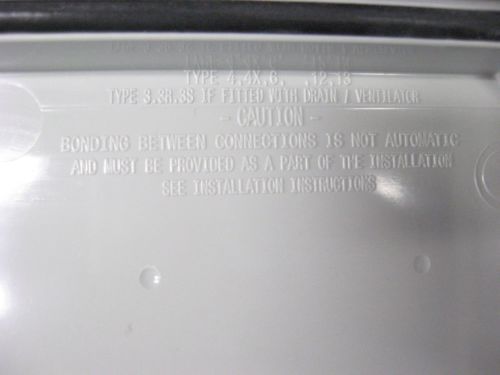 TYPE 4,4X,6, ,12,13
TYPE 3,3R,3S IF FITTED WITH DRAIN / VENTILATOR
- CAUTION -
BONDING BETWEEN CONNECTIONS IS NOT AUTOMATIC
AND MUST BE PROVIDED AS A PART OF THE INSTALLATION
SEE INSTALLATION INSTRUCTIONS